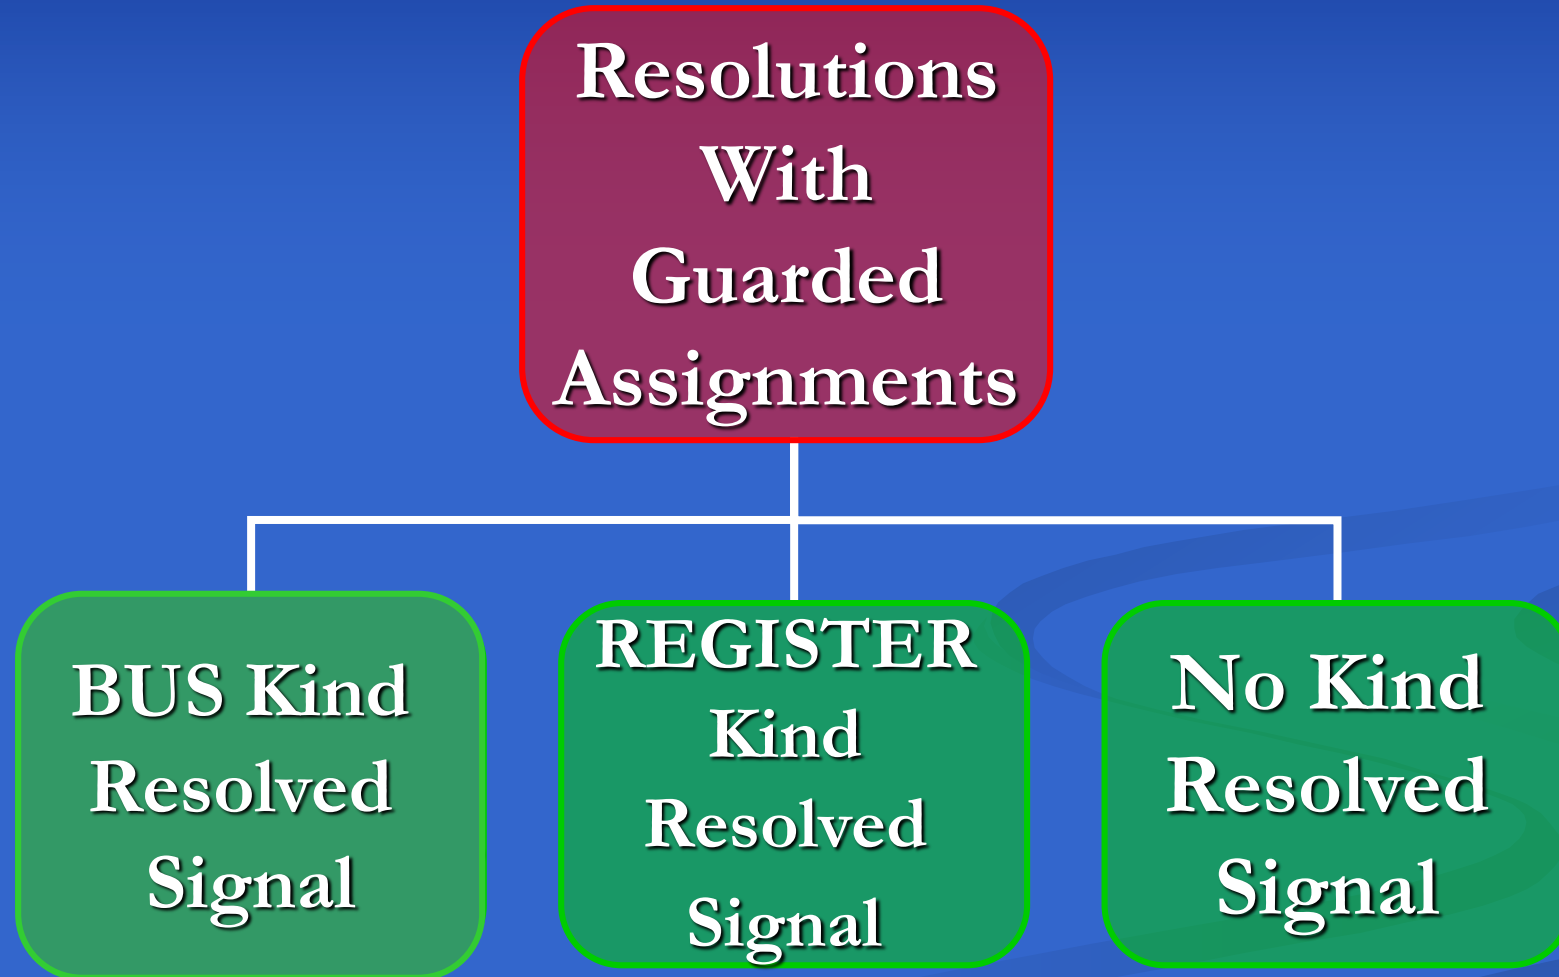 Resolutions
With
Guarded
Assignments
BUS Kind
Resolved
Signal
REGISTER
Kind
Resolved
Signal
No Kind
Resolved
Signal